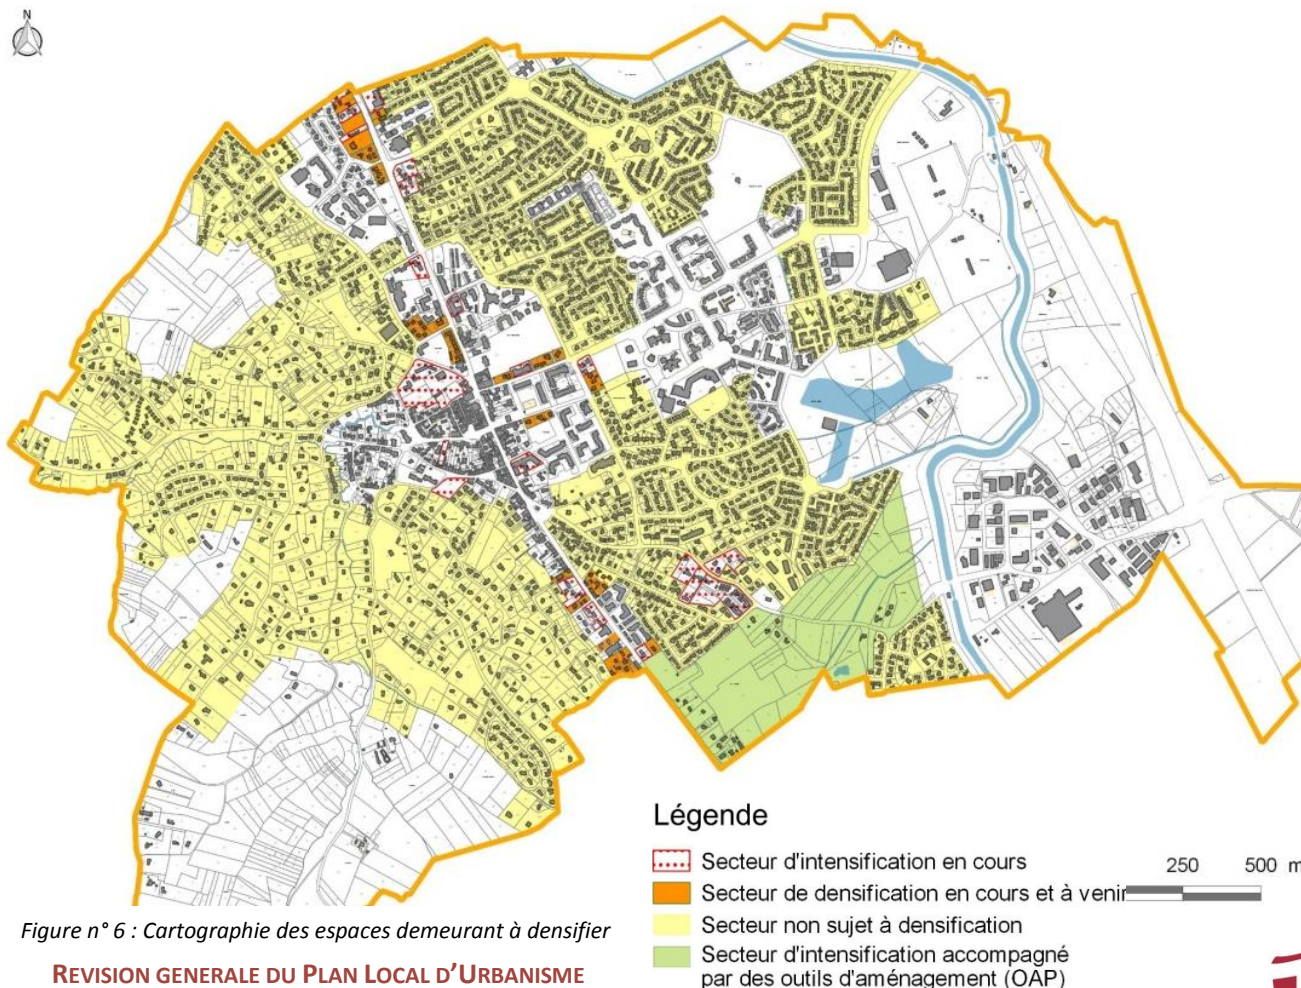 N
Légende
Secteur d'intensification en cours
250 500 m
Secteur de densification en cours et à venir
Secteur non sujet à densification
Secteur d'intensification accompagné
par des outils d'aménagement (OAP)
Figure n° 6 : Cartographie des espaces demeurant à densifier
REVISION GENERALE DU PLAN LOCAL D'URBANISME